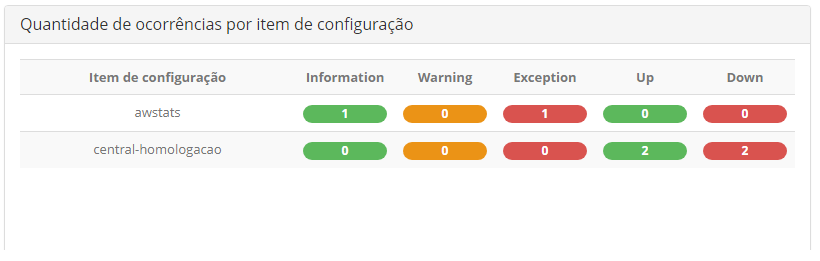 Quantidade de ocorrências por item de configuração
Item de configuração Information Warning Exception Up Down
awstats 1 0 1 0 0
central-homologacao 0 0 0 2 2